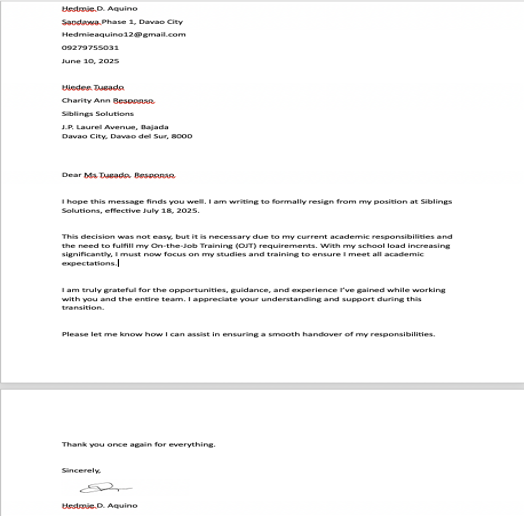 Hedmie D. Aquino
Sandawa Phase 1, Davao City
Hedmieaquino12@gmail.com
09279755031
June 10, 2025
Hiedee Tugado
Charity Ann Responso
Siblings Solutions
J.P. Laurel Avenue, Bajada
Davao City, Davao del Sur, 8000
Dear Ms Tugado, Responso
I hope this message finds you well. I am writing to formally resign from my position at Siblings
Solutions, effective July 18, 2025.
This decision was not easy, but it is necessary due to my current academic responsibilities and
the need to fulfill my On-the-Job Training (OJT) requirements. With my school load increasing
significantly, I must now focus on my studies and training to ensure I meet all academic
expectations.
I am truly grateful for the opportunities, guidance, and experience I've gained while working
with you and the entire team. I appreciate your understanding and support during this
transition.
Please let me know how I can assist in ensuring a smooth handover of my responsibilities.
Thank you once again for everything.
Sincerely,
Hedmie D. Aquino